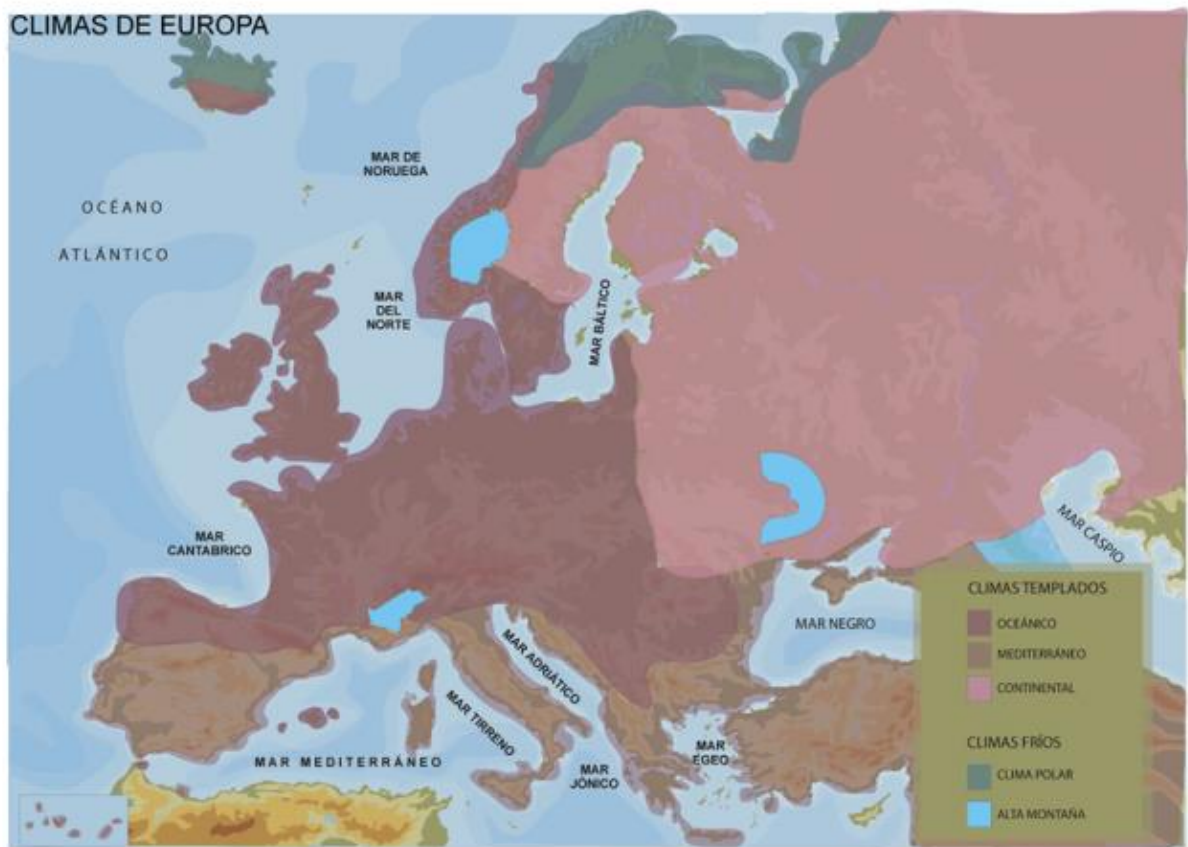 CLIMAS DE EUROPA
MAR DE
NORUEGA
OCÉANO
ATLÁNTICO
MAR
DEL
NORTE
MAR BÁLTICO
MAR
CANTABRICO
MAR CASPIO
MAR NEGRO
MAR ADRIÁTICO
MAR TIRRENO
MAR MEDITERRÁNEO
MAR
JÓNICO
MAR
EGEO
CLIMAS TEMPLADOS
OCEÁNICO
MEDITERRÁNEO
CONTINENTAL
CLIMAS FRÍOS
CLIMA POLAR
ALTA MONTAÑA